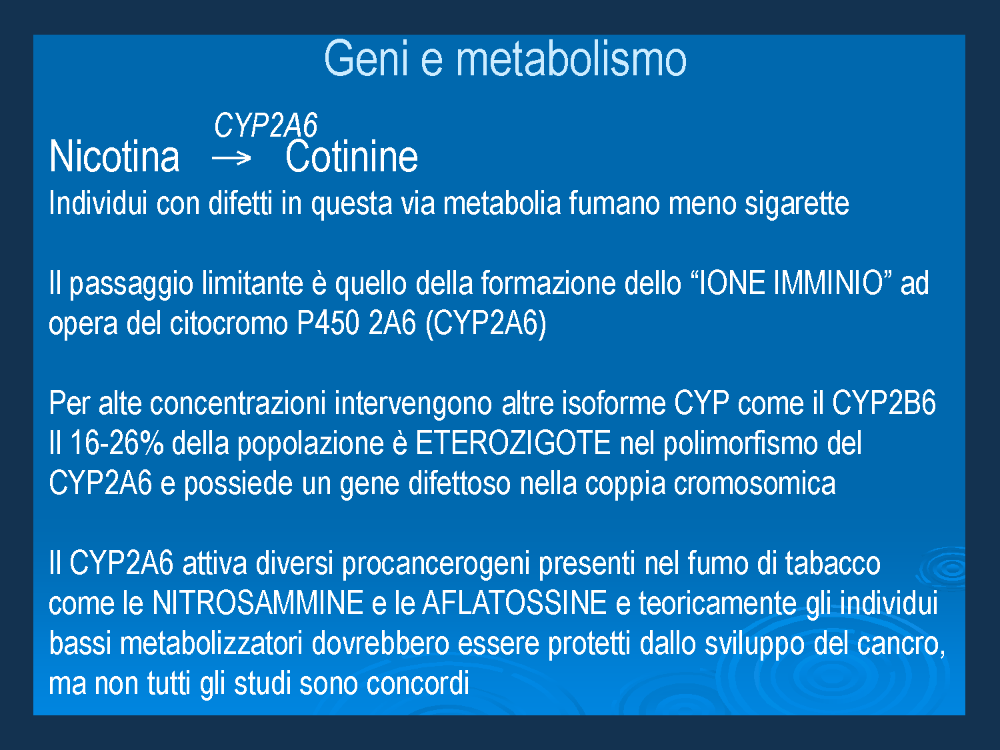 Geni e metabolismo
CYP2A6
Nicotina → Cotinine
Individui con difetti in questa via metabolia fumano meno sigarette
Il passaggio limitante è quello della formazione dello “IONE IMMINIO” ad
opera del citocromo P450 2A6 (CYP2A6)
Per alte concentrazioni intervengono altre isoforme CYP come il CYP2B6
Il 16-26% della popolazione è ETEROZIGOTE nel polimorfismo del
CYP2A6 e possiede un gene difettoso nella coppia cromosomica
Il CYP2A6 attiva diversi procancerogeni presenti nel fumo di tabacco
come le NITROSAMMINE e le AFLATOSSINE e teoricamente gli individui
bassi metabolizzatori dovrebbero essere protetti dallo sviluppo del cancro,
ma non tutti gli studi sono concordi